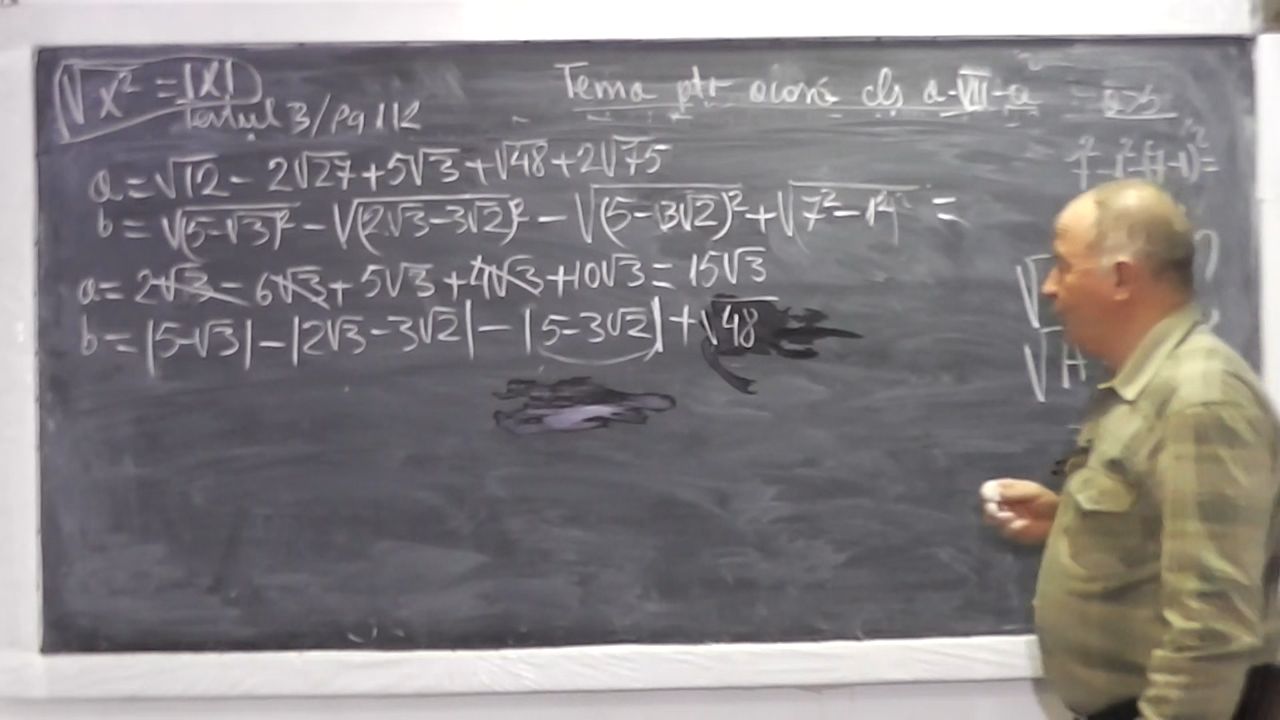 √x² = |x|
Tema ptr cls a-VII-a
Testul 3/pg 112
a = √12 - 2√27 + 5√3 + √48 + 2√75
b = √(5-√3)² - √(2√3-3√2)² - √(5-3√2)² + √7²-1² =
a = 2√3 - 6√3 + 5√3 + 4√3 + 10√3 = 15√3
b = |5-√3| - |2√3-3√2| - |5-3√2| + √48